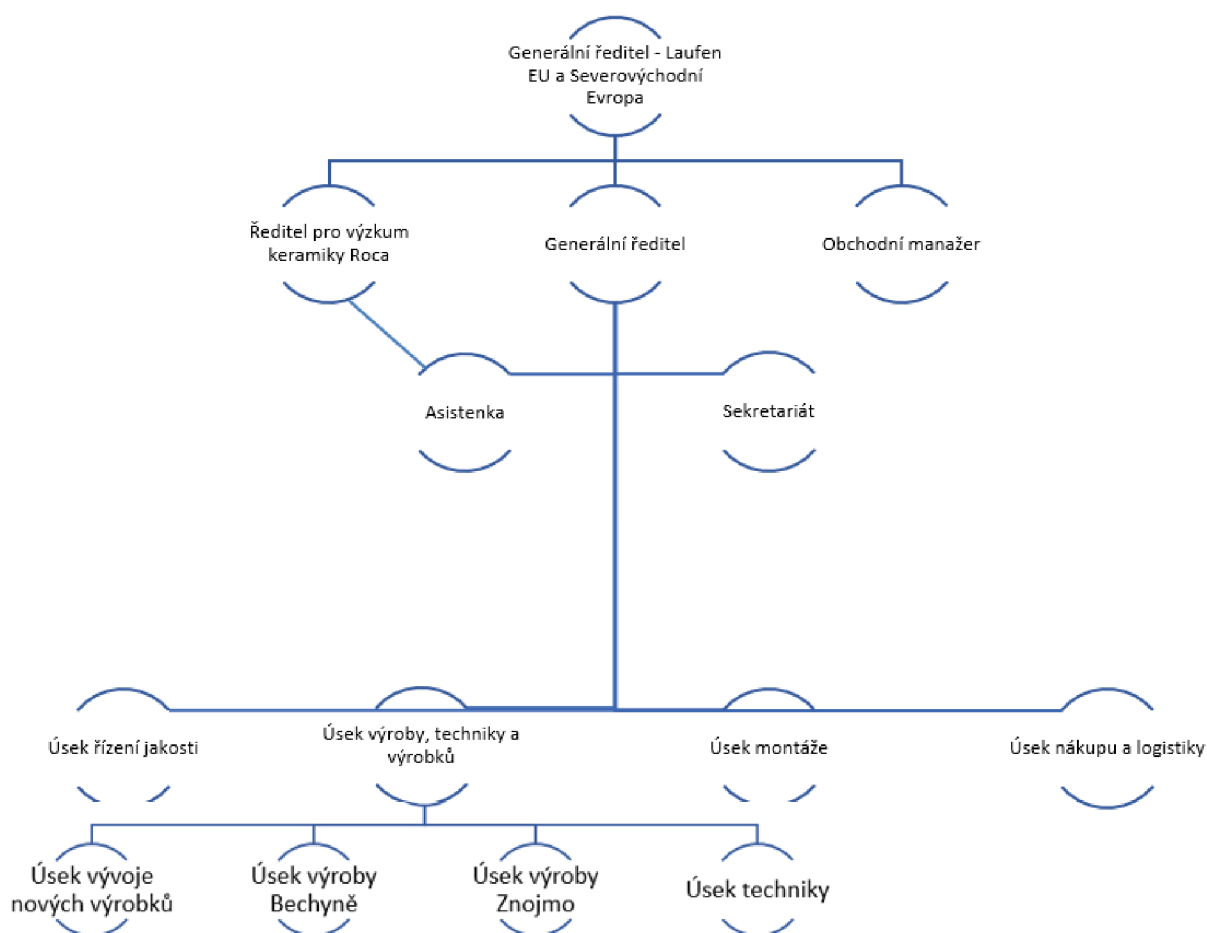 Generální ředitel - Laufen
EU a Severovýchodní
Evropa
Ředitel pro výzkum
keramiky Roca
Generální ředitel
Obchodní manažer
Asistenka
Sekretariát
Úsek řízení jakosti
Úsek výroby, techniky a
výrobků
Úsek montáže
Úsek nákupu a logistiky
Úsek vývoje
nových výrobků
Úsek výroby
Bechyně
Úsek výroby
Znojmo
Úsek techniky